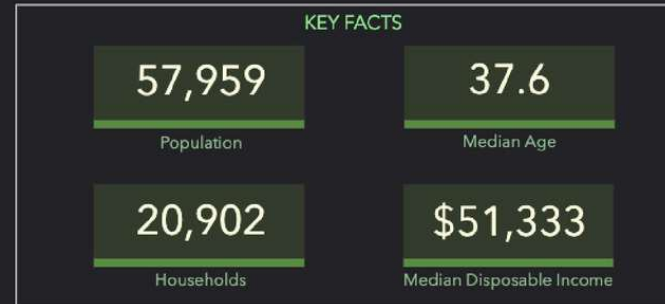 KEY FACTS
57,959
37.6
Population
Median Age
20,902
$51,333
Households
Median Disposable Income